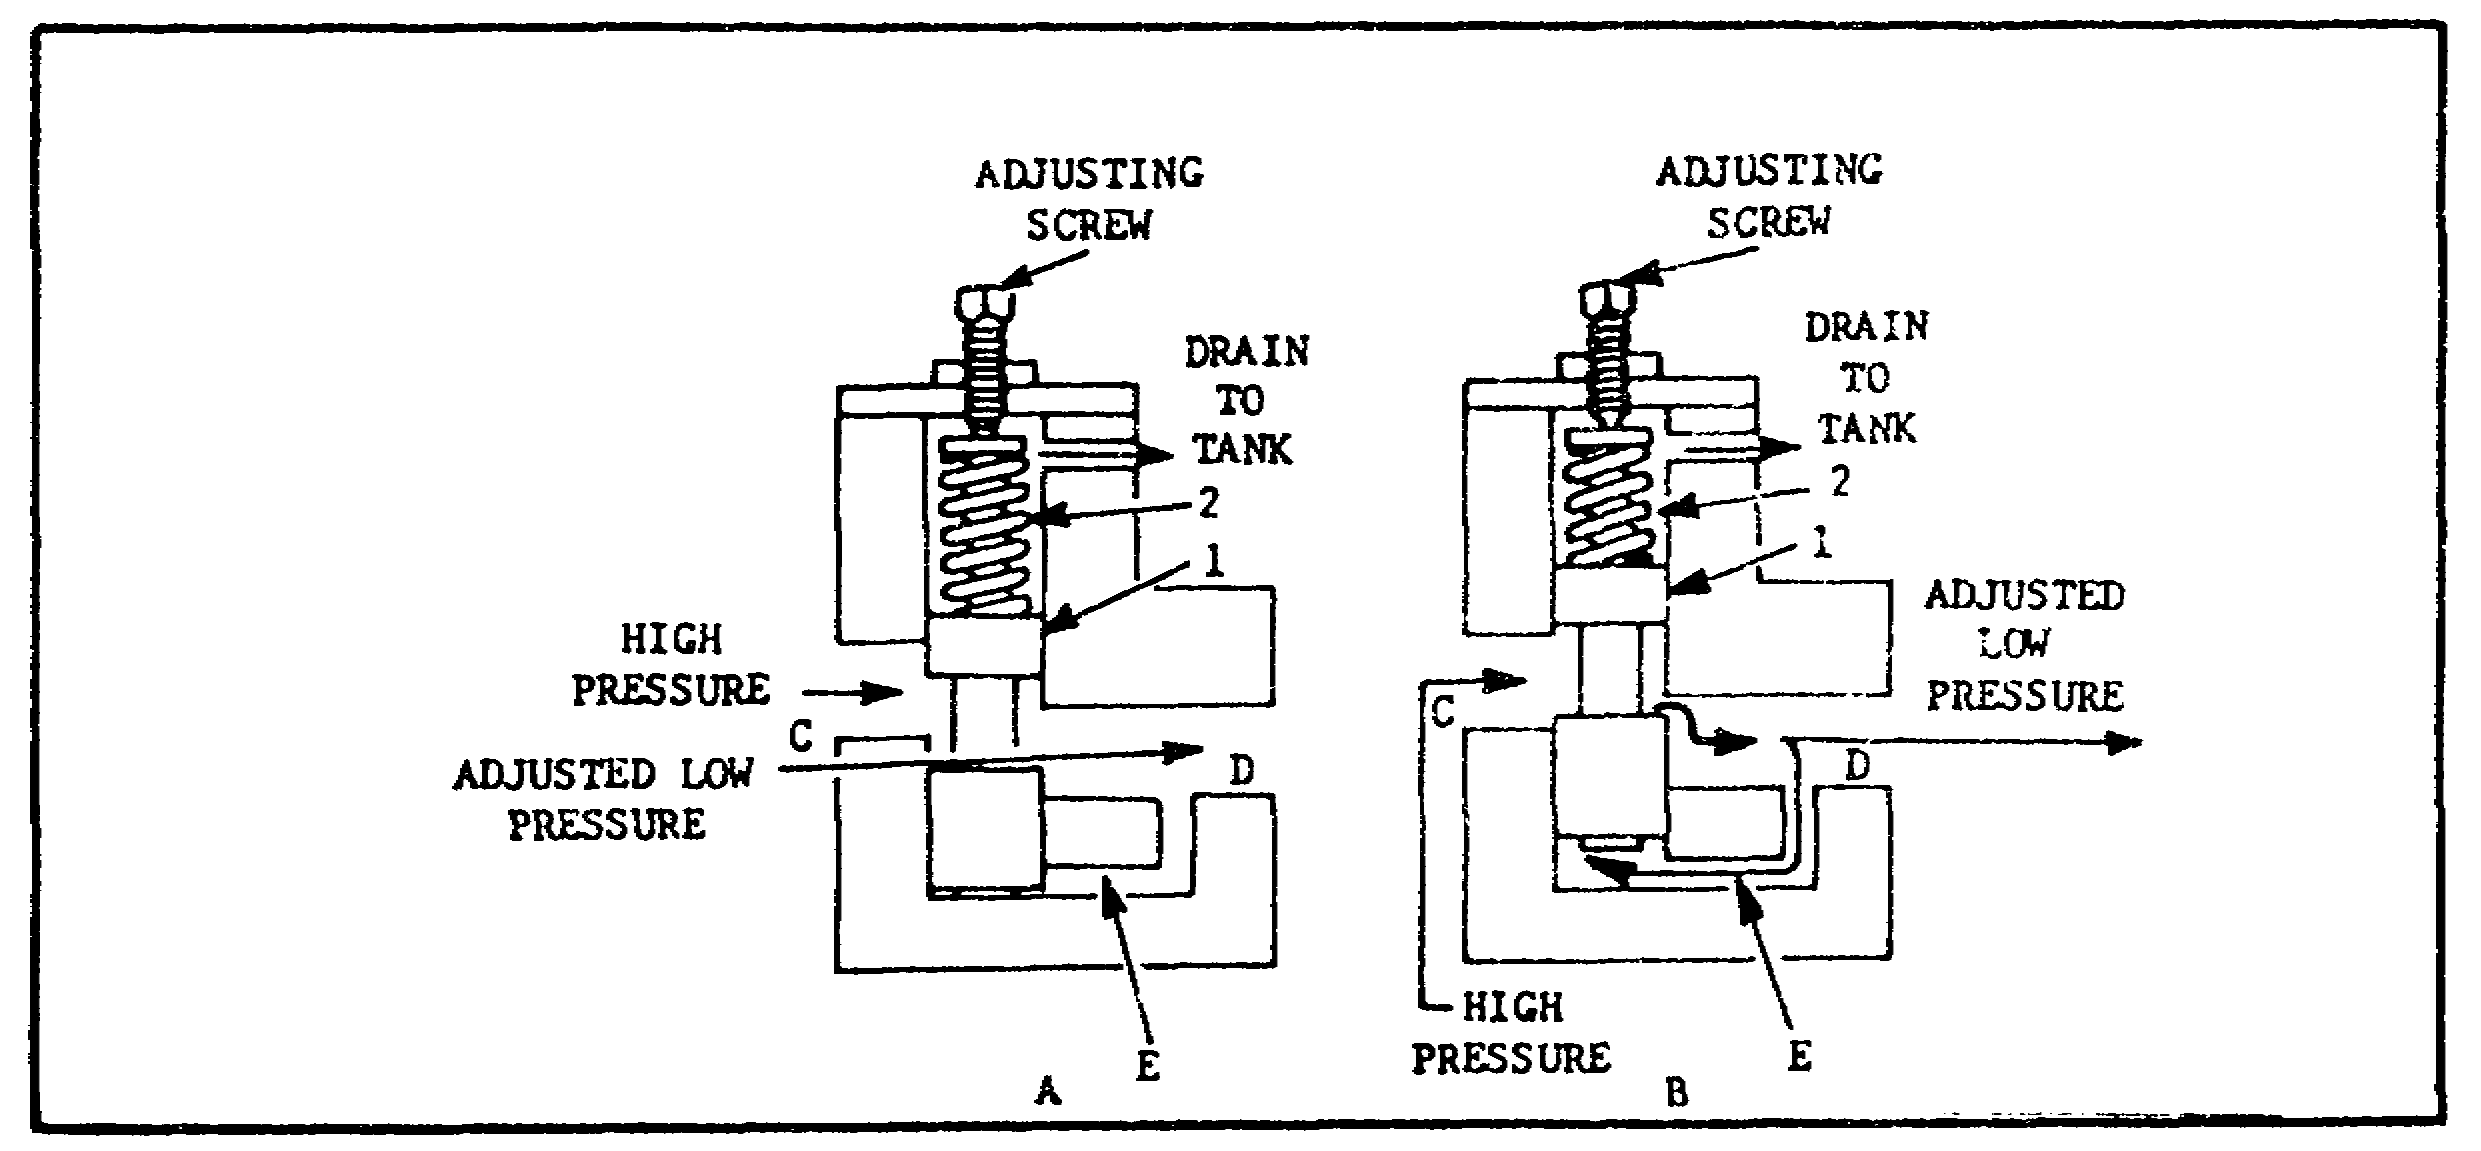 ADJUSTING
SCREW
DRAIN
TO
TANK
2
1
HIGH
PRESSURE
C
ADJUSTED LOW
PRESSURE
D
E
A
ADJUSTING
SCREW
DRAIN
TO
TANK
2
1
ADJUSTED
LOW
PRESSURE
C
D
HIGH
PRESSURE
E
B